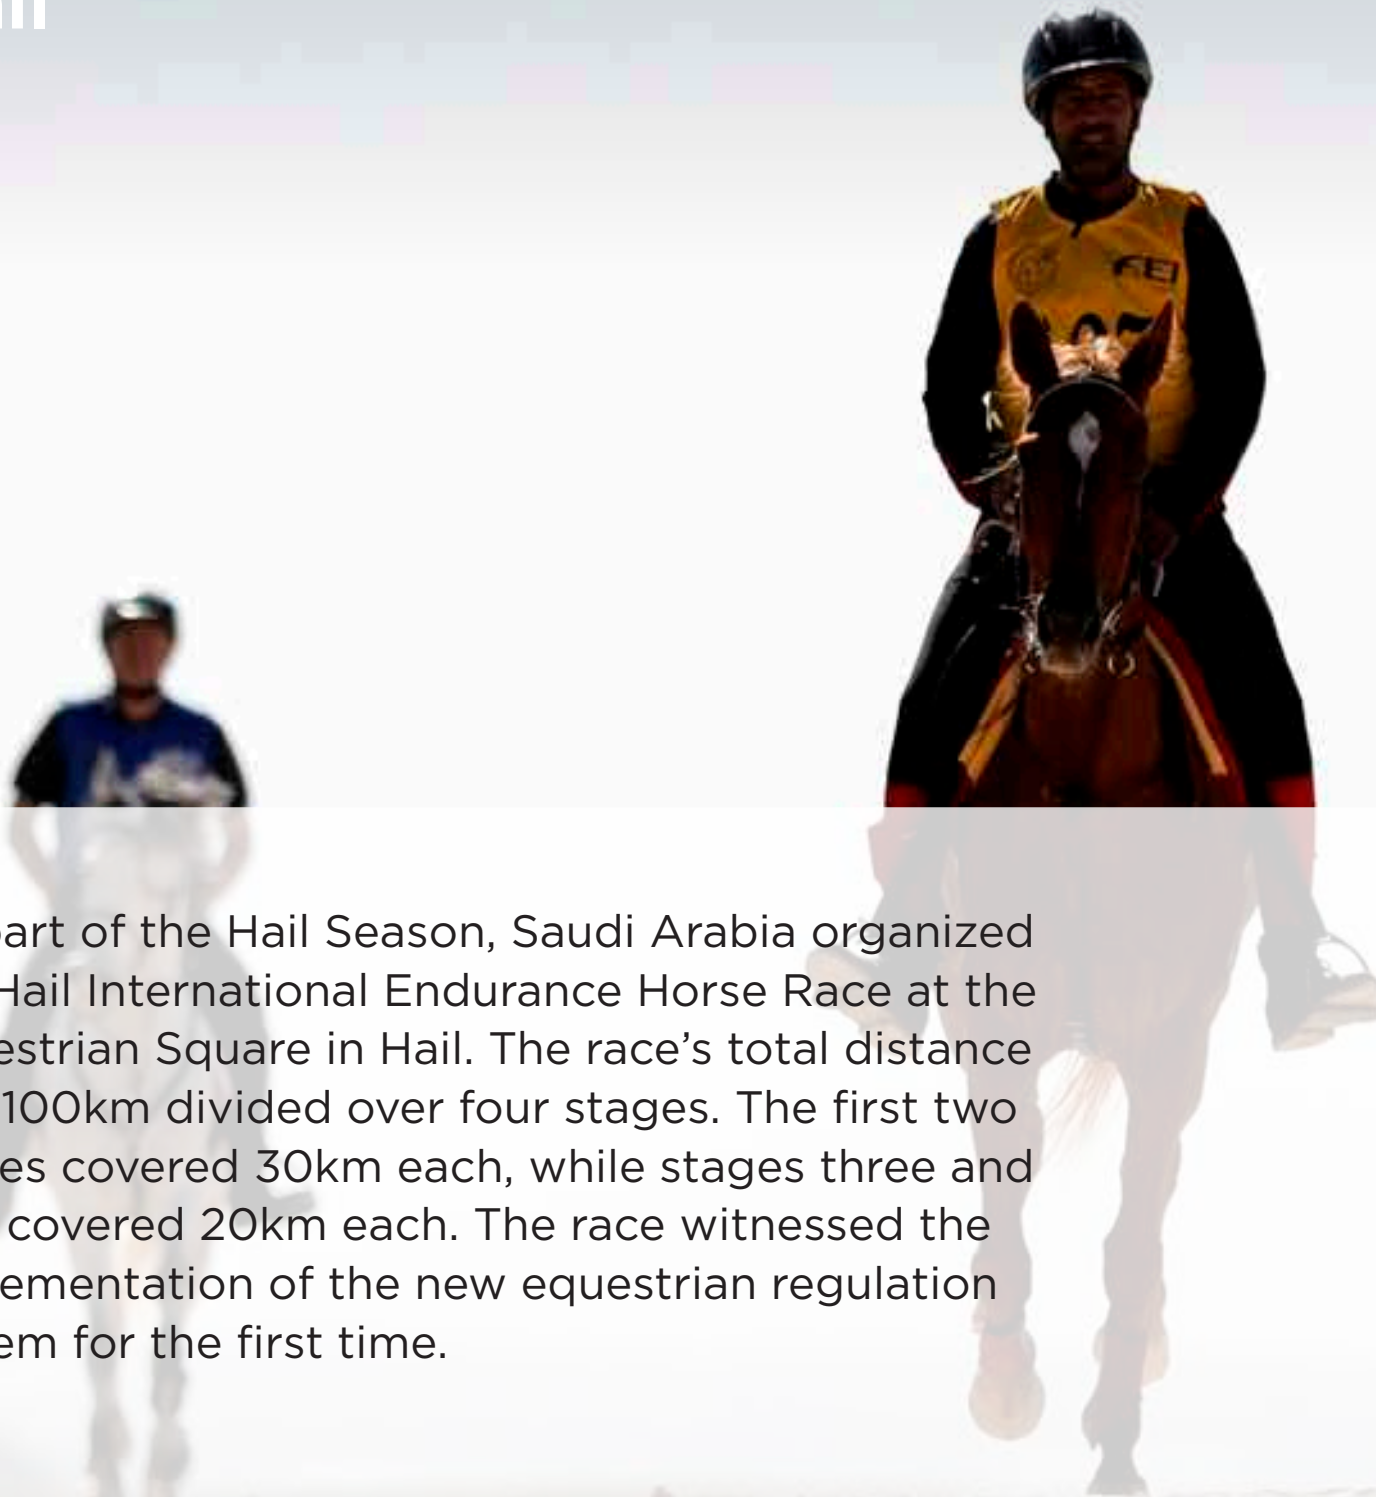 part of the Hail Season, Saudi Arabia organized
Hail International Endurance Horse Race at the
estrian Square in Hail. The race’s total distance
100km divided over four stages. The first two
es covered 30km each, while stages three and
covered 20km each. The race witnessed the
ementation of the new equestrian regulation
em for the first time.